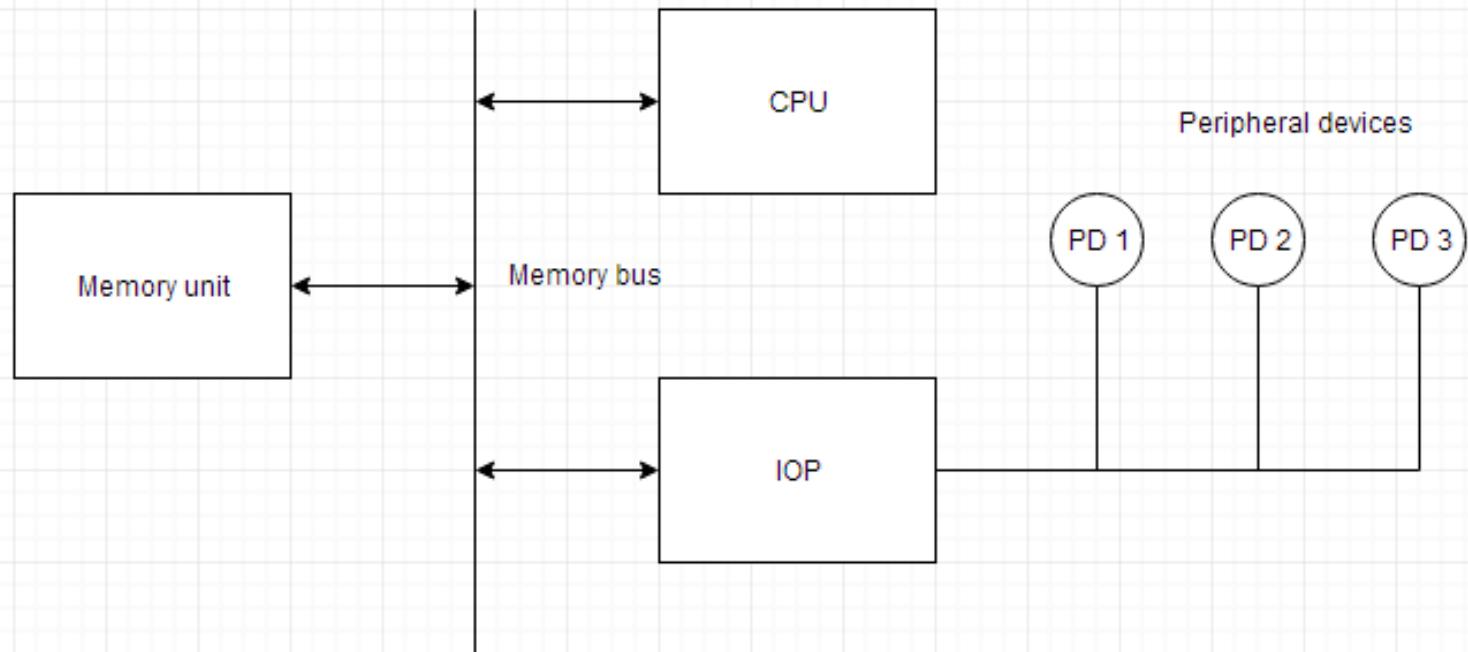 CPU
Peripheral devices
PD 1
PD 2
PD 3
Memory unit
Memory bus
IOP